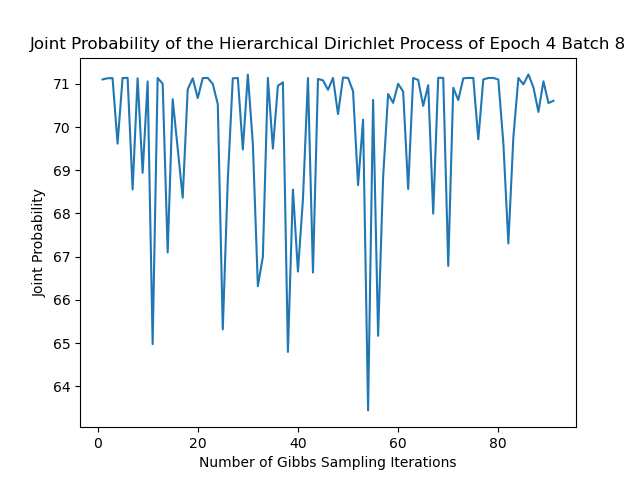 Joint Probability of the Hierarchical Dirichlet Process of Epoch 4 Batch 8
71
70
69
68
67
66
65
64
Joint Probability
0 20 40 60 80
Number of Gibbs Sampling Iterations